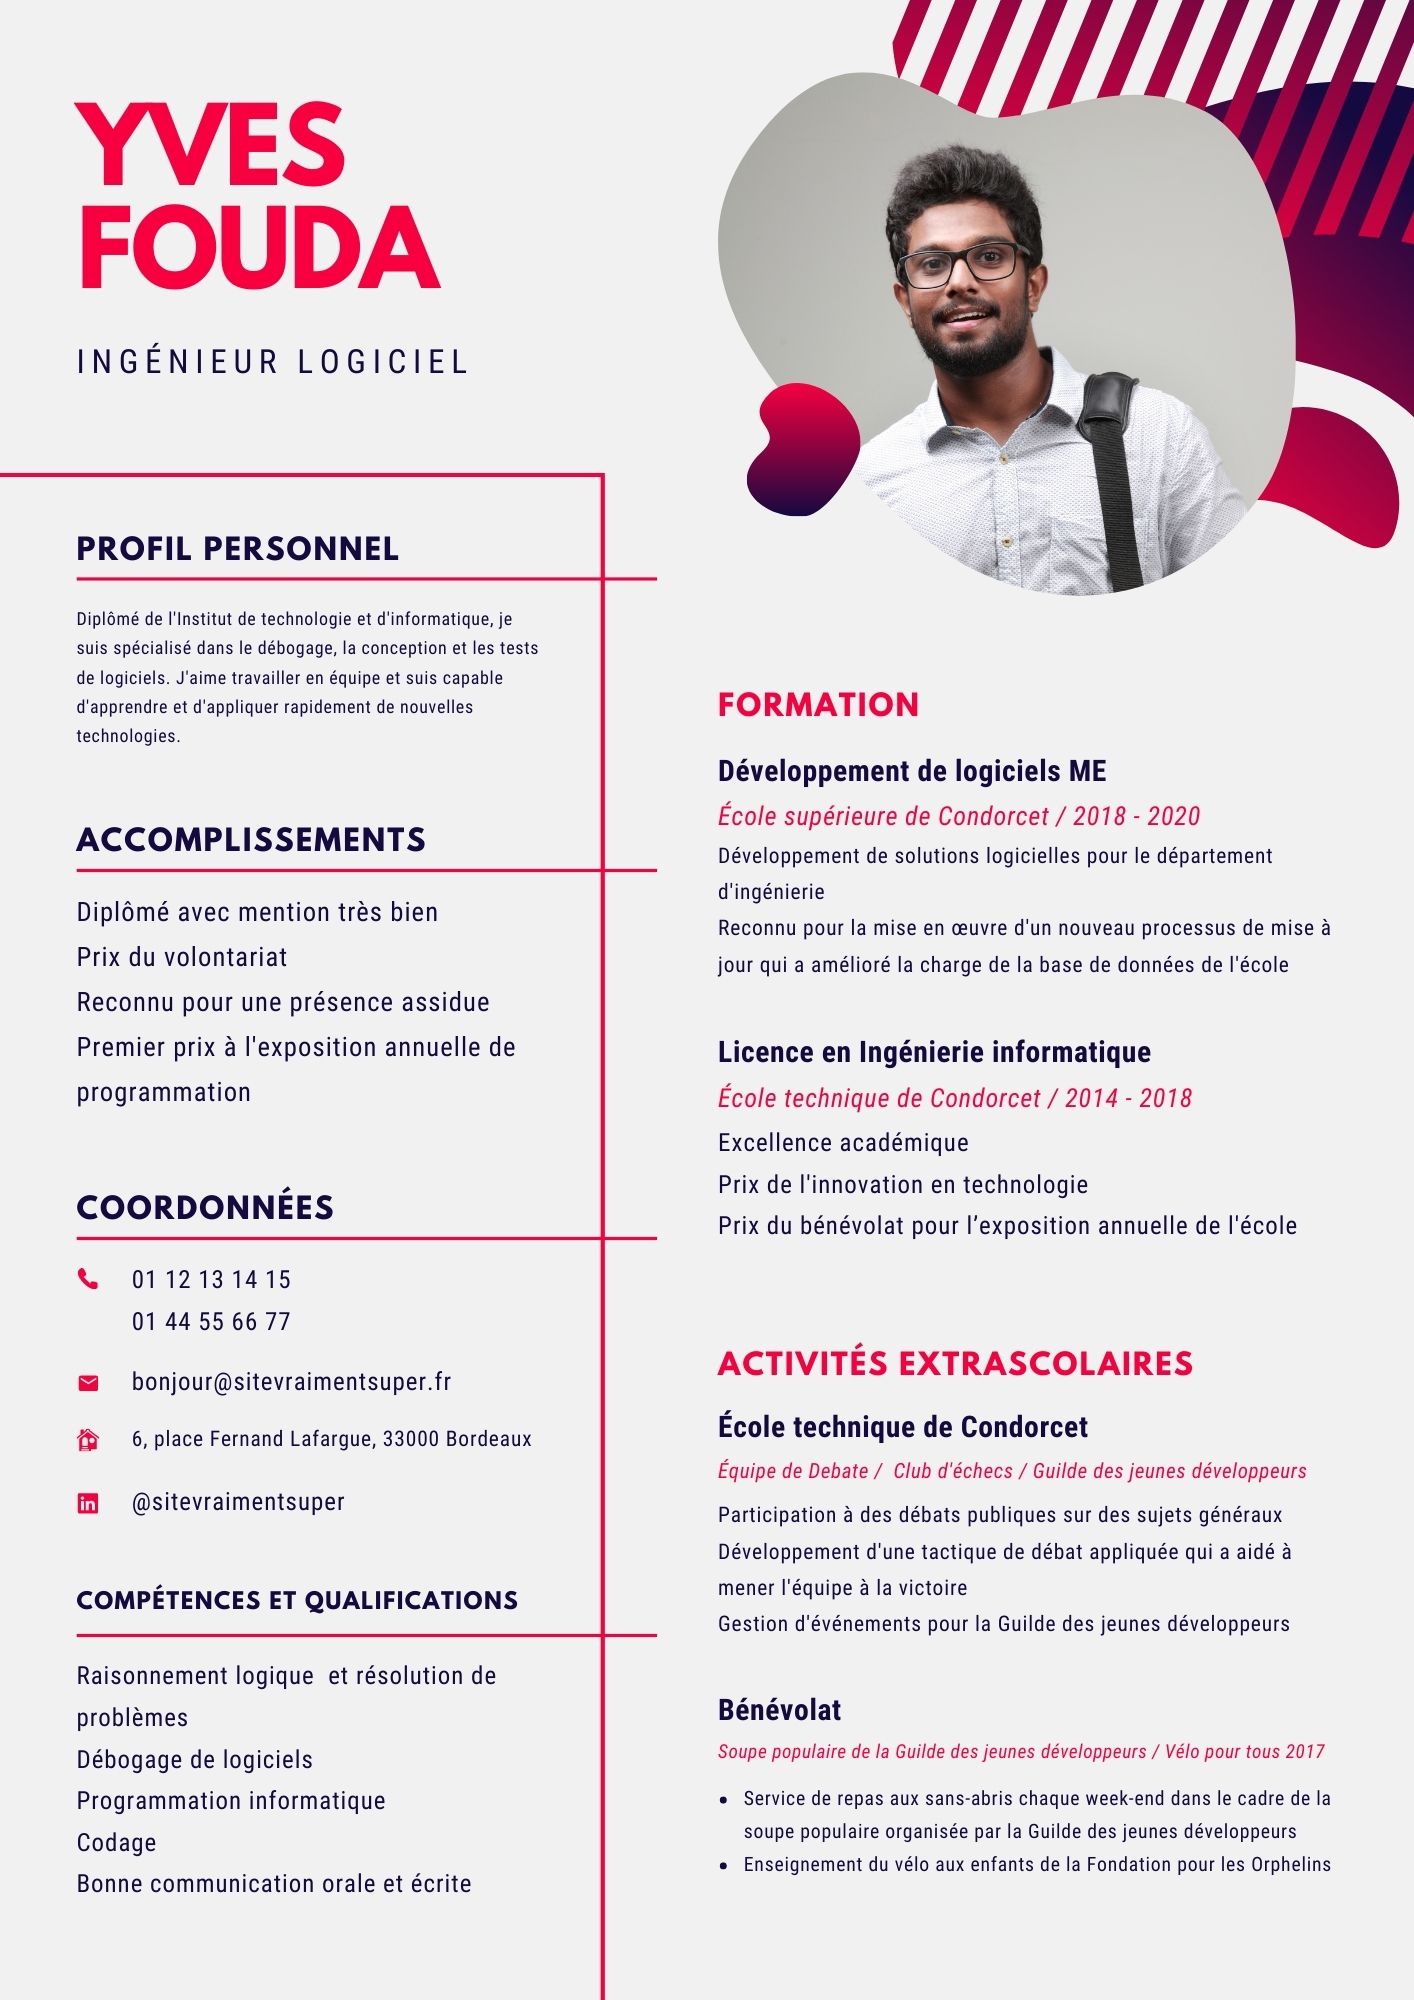 YVES
FOUDA
INGÉNIEUR LOGICIEL
PROFIL PERSONNEL
Diplômé de l'Institut de technologie et d'informatique, je
suis spécialisé dans le débogage, la conception et les tests
de logiciels. J'aime travailler en équipe et suis capable
d'apprendre et d'appliquer rapidement de nouvelles
technologies.
ACCOMPLISSEMENTS
Diplômé avec mention très bien
Prix du volontariat
Reconnu pour une présence assidue
Premier prix à l'exposition annuelle de
programmation
COORDONNÉES
01 12 13 14 15
01 44 55 66 77
bonjour@sitevraimentsuper.fr
6, place Fernand Lafargue, 33000 Bordeaux
in
@sitevraimentsuper
COMPÉTENCES ET QUALIFICATIONS
Raisonnement logique  et résolution de
problèmes
Débogage de logiciels
Programmation informatique
Codage
Bonne communication orale et écrite
FORMATION
Développement de logiciels ME
École supérieure de Condorcet / 2018 - 2020
Développement de solutions logicielles pour le département
d'ingénierie
Reconnu pour la mise en œuvre d'un nouveau processus de mise à
jour qui a amélioré la charge de la base de données de l'école
Licence en Ingénierie informatique
École technique de Condorcet / 2014 - 2018
Excellence académique
Prix de l'innovation en technologie
Prix du bénévolat pour l’exposition annuelle de l'école
ACTIVITÉS EXTRASCOLAIRES
École technique de Condorcet
Équipe de Debate /  Club d'échecs / Guilde des jeunes développeurs
Participation à des débats publiques sur des sujets généraux
Développement d'une tactique de débat appliquée qui a aidé à
mener l'équipe à la victoire
Gestion d'événements pour la Guilde des jeunes développeurs
Bénévolat
Soupe populaire de la Guilde des jeunes développeurs / Vélo pour tous 2017
• Service de repas aux sans-abris chaque week-end dans le cadre de la
soupe populaire organisée par la Guilde des jeunes développeurs
• Enseignement du vélo aux enfants de la Fondation pour les Orphelins